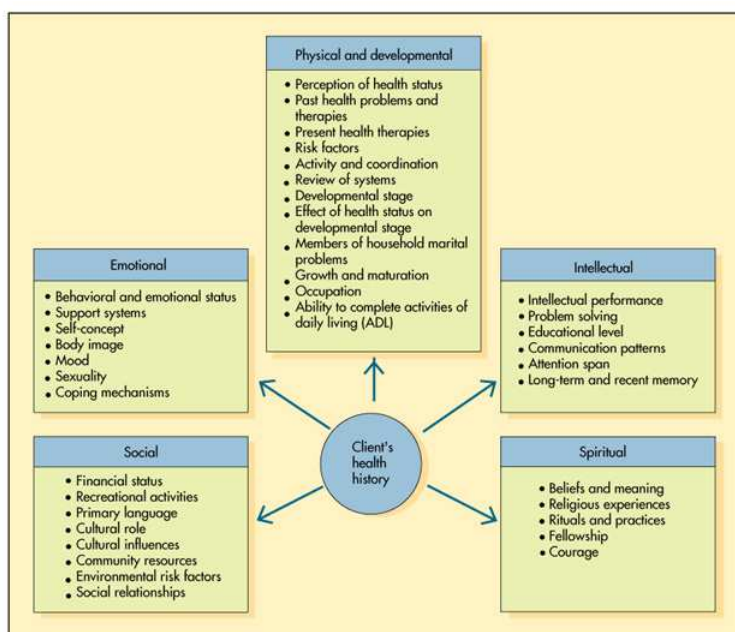 Physical and developmental
• Perception of health status
• Past health problems and
therapies
• Present health therapies
• Risk factors
• Activity and coordination
• Review of systems
• Developmental stage
• Effect of health status on
developmental stage
• Members of household marital
problems
• Growth and maturation
• Occupation
• Ability to complete activities of
daily living (ADL)
Emotional
• Behavioral and emotional status
• Support systems
• Self-concept
• Body image
• Mood
• Sexuality
• Coping mechanisms
Intellectual
• Intellectual performance
• Problem solving
• Educational level
• Communication patterns
• Attention span
• Long-term and recent memory
Client's
health
history
Social
• Financial status
• Recreational activities
• Primary language
• Cultural role
• Cultural influences
• Community resources
• Environmental risk factors
• Social relationships
Spiritual
• Beliefs and meaning
• Religious experiences
• Rituals and practices
• Fellowship
• Courage